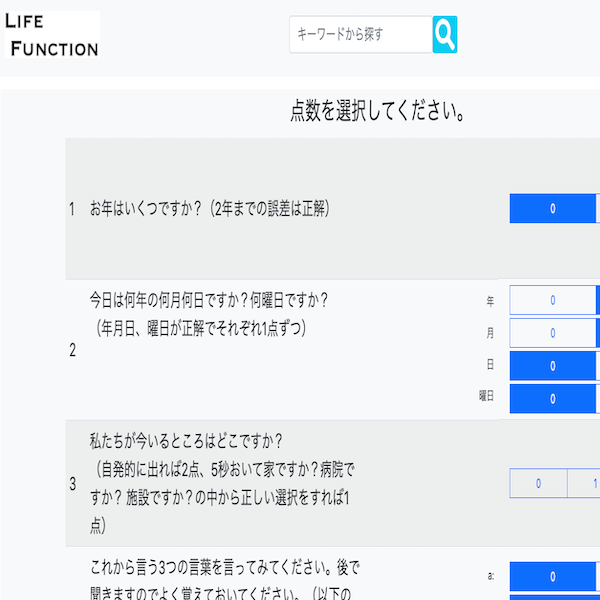 LIFE
FUNCTION
キーワードから探す
点数を選択してください。
1 お年はいくつですか？（2年までの誤差は正解） 0
今日は何年の何月何日ですか？何曜日ですか？
（年月日、曜日が正解でそれぞれ1点ずつ）
2
年 0
月 0
日 0
曜日 0
私たちが今いるところはどこですか？
（自発的に出れば2点、5秒おいて家ですか？病院で
すか？ 施設ですか？の中から正しい選択をすれば1
点）
3
0 1
これから言う3つの言葉を言ってみてください。後で
聞きますのでよく覚えておいてください。（以下の
a: 0